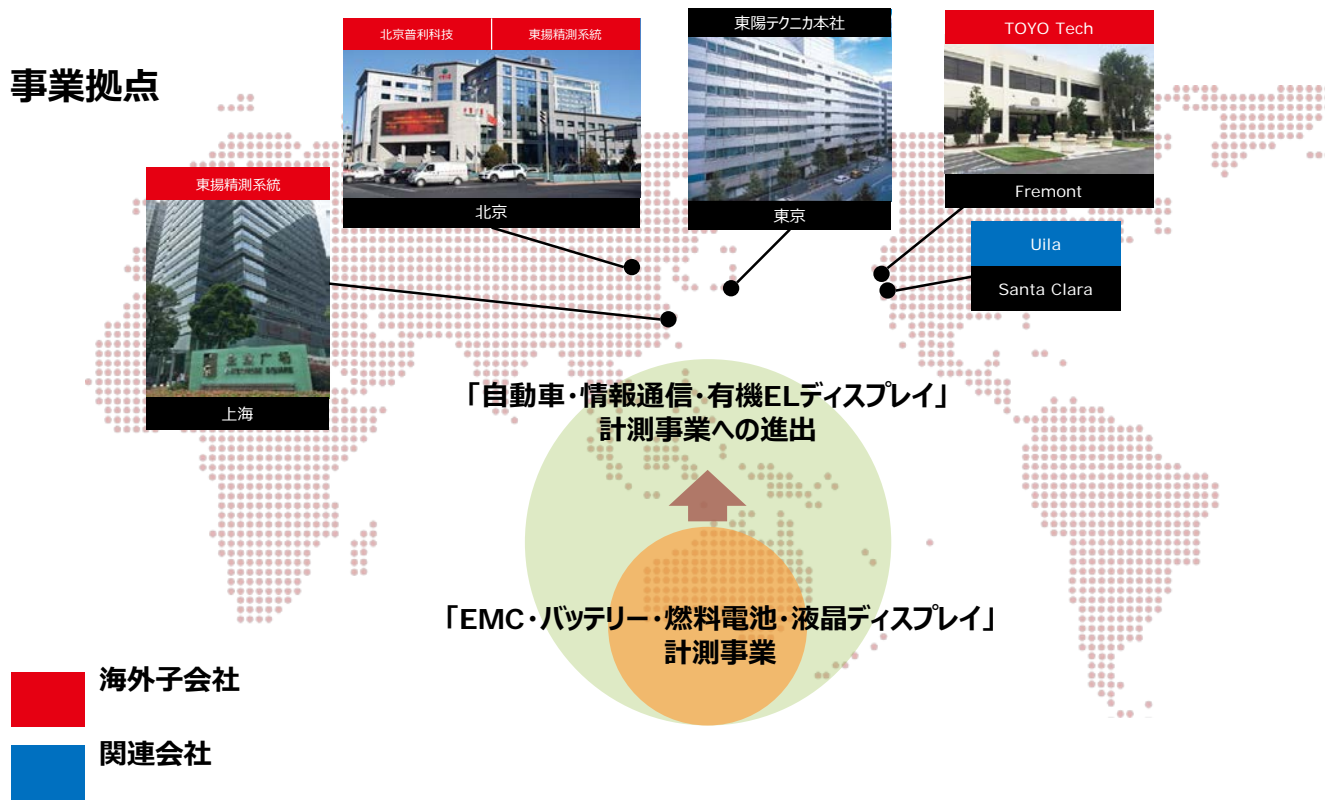 事業拠点
北京普利科技
東揚精測系統
北京
東陽テクニカ本社
東京
TOYO Tech
Fremont
Uila
Santa Clara
東揚精測系統
上海
「自動車・情報通信・有機ELディスプレイ」
計測事業への進出
「EMC・バッテリー・燃料電池・液晶ディスプレイ」
計測事業
海外子会社
関連会社